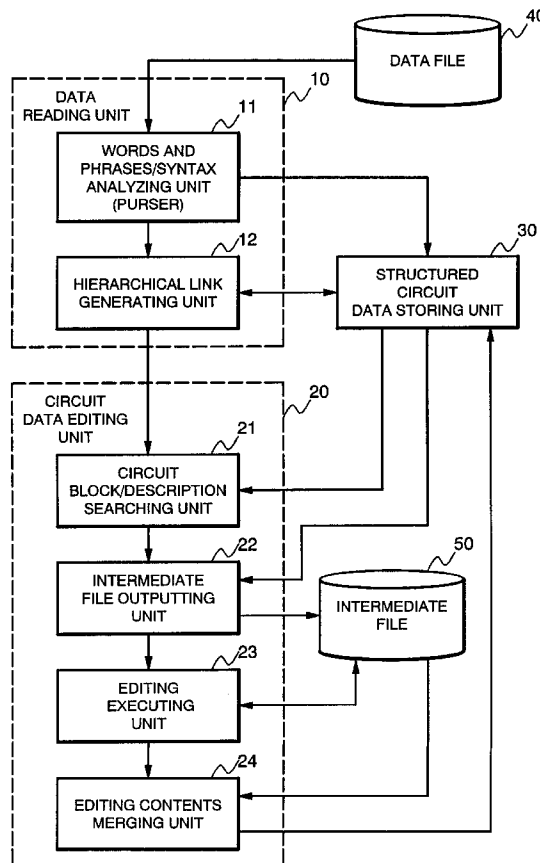 40
DATA FILE
DATA
READING UNIT
10
11
WORDS AND
PHRASES/SYNTAX
ANALYZING UNIT
(PURSER)
12
HIERARCHICAL LINK
GENERATING UNIT
30
STRUCTURED
CIRCUIT
DATA STORING UNIT
CIRCUIT
DATA EDITING
UNIT
20
21
CIRCUIT
BLOCK/DESCRIPTION
SEARCHING UNIT
22
INTERMEDIATE
FILE OUTPUTTING
UNIT
50
INTERMEDIATE
FILE
23
EDITING
EXECUTING
UNIT
24
EDITING CONTENTS
MERGING UNIT